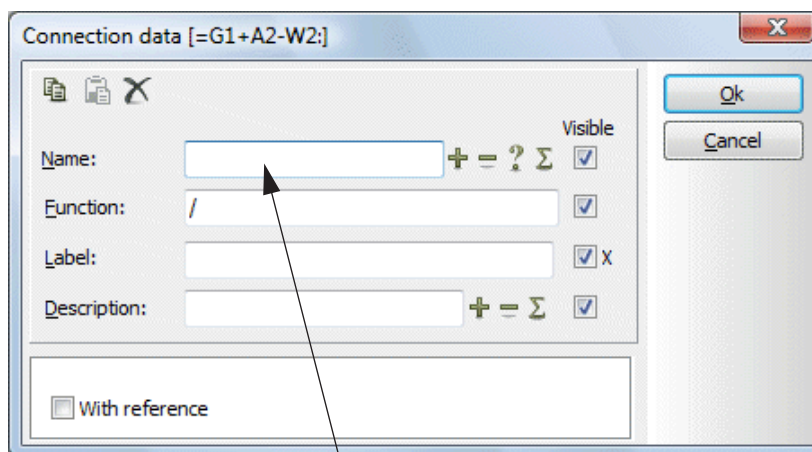 Connection data [=G1+A2-W2:]
Ok
Visible
Cancel
Name:
Function: /
Label: X
Description:
With reference